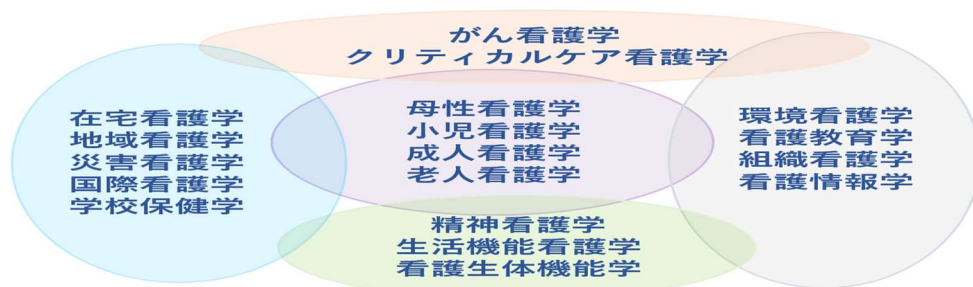 がん看護学
クリティカルケア看護学
在宅看護学
地域看護学
災害看護学
国際看護学
学校保健学
母性看護学
小児看護学
成人看護学
老人看護学
環境看護学
看護教育学
組織看護学
看護情報学
精神看護学
生活機能看護学
看護生体機能学